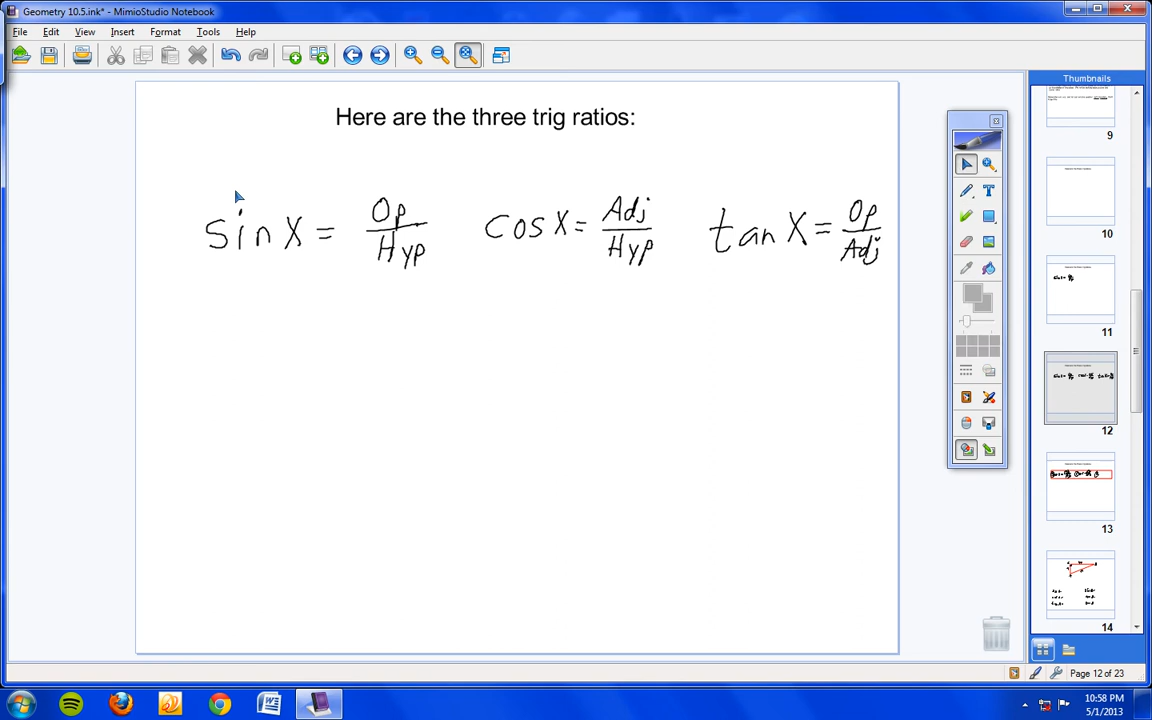 Geometry 10.5.ink* - MimioStudio Notebook
File Edit View Insert Format Tools Help
Thumbnails
Here are the three trig ratios:
sin X = Op/Hyp cos X = Adj/Hyp tan X = Op/Adj
9
10
11
12
13
14
Page 12 of 23
10:58 PM
5/1/2013